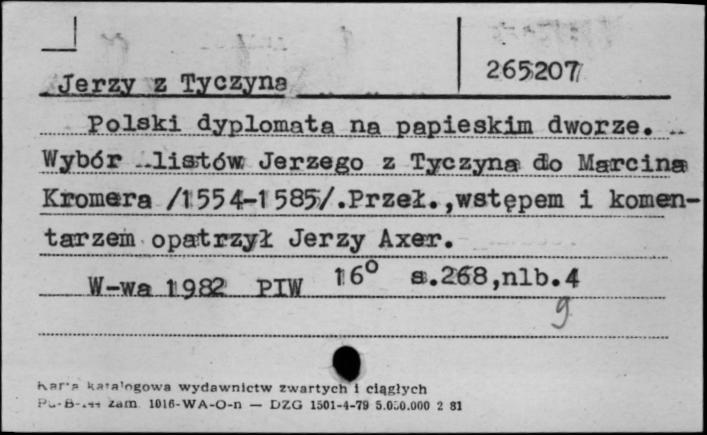 265207
Jerzy z Tyczyna
Polski dyplomata na papieskim dworze.
Wybór listów Jerzego z Tyczyna do Marcina
Kromera /1554-1585/.Przeł.,wstępem i komen-
tarzem opatrzył Jerzy Axer.
W-wa 1982 PIW 16° s.268,nlb.4
g
Karta katalogowa wydawnictw zwartych i ciągłych
zam. 1016-WA-O-n — DZG 1501-4-79 5.000.000 2 81